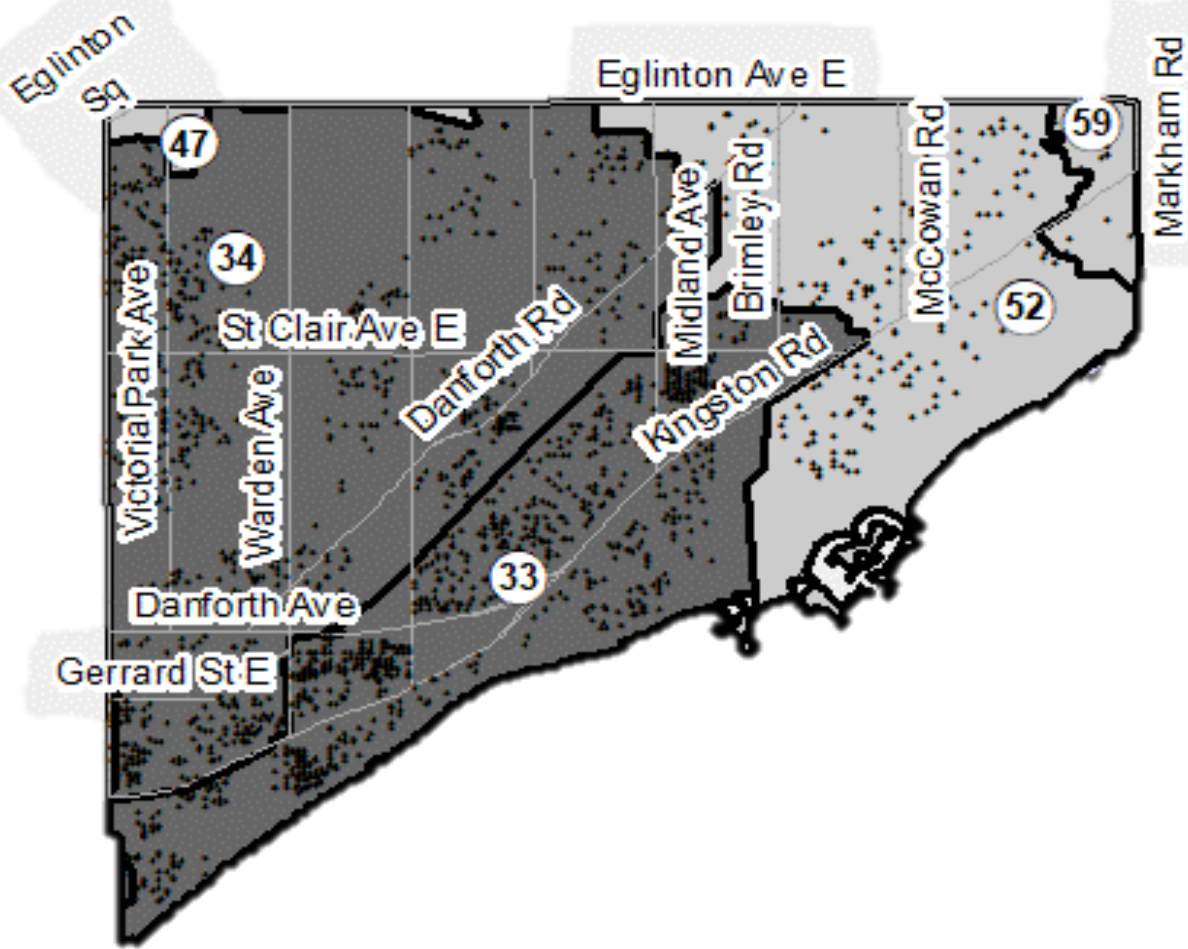 Eglinton
Sq
Eglinton Ave E
Markham Rd
47
59
34
Victorial Park Ave
St Clair Ave E
Warden Ave
Danforth Rd
Midland Ave
Brimley Rd
McCowan Rd
52
Kingston Rd
33
Danforth Ave
Gerrard St E